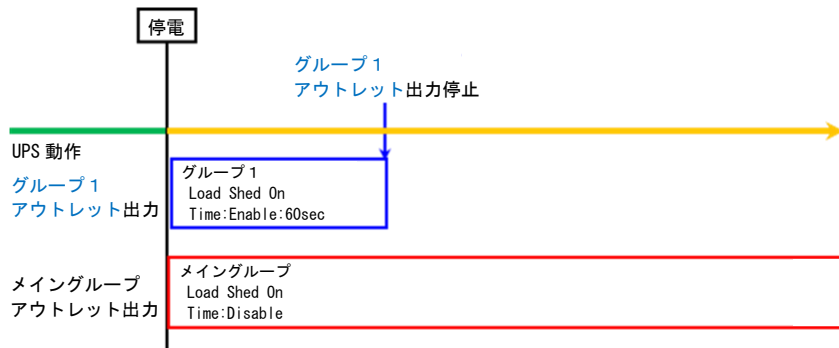 停電
グループ１
アウトレット出力停止
UPS 動作
グループ１
アウトレット出力
グループ１
Load Shed On
Time:Enable:60sec
メイングループ
アウトレット出力
メイングループ
Load Shed On
Time:Disable